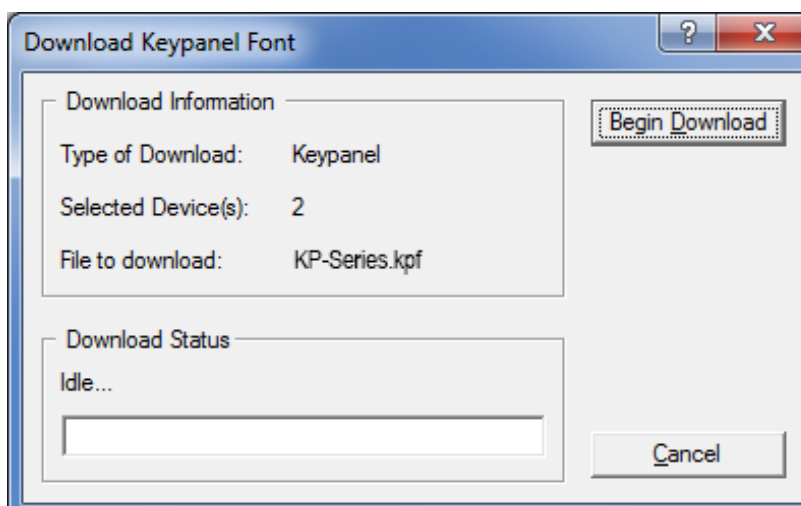 Download Keypanel Font
Download Information
Type of Download: Keypanel
Selected Device(s): 2
File to download: KP-Series.kpf
Begin Download
Download Status
Idle...
Cancel